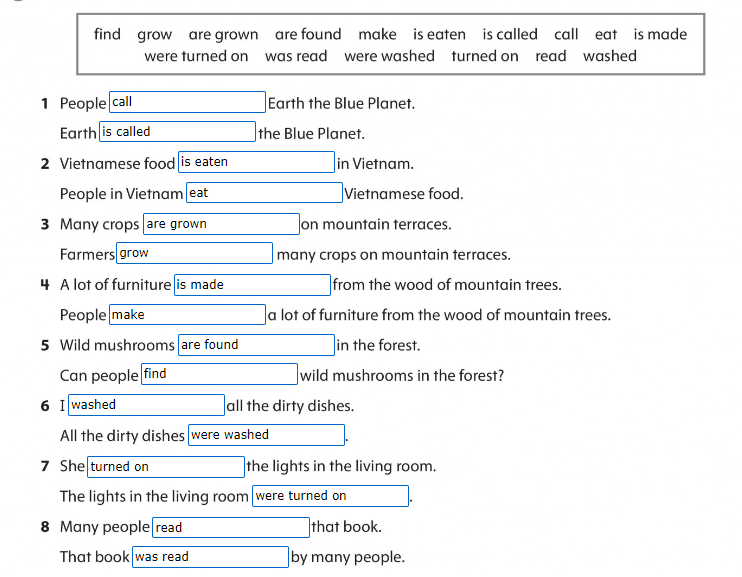 find grow are grown are found make is eaten is called call eat is made
were turned on was read were washed turned on read washed
1 People call Earth the Blue Planet.
Earth is called the Blue Planet.
2 Vietnamese food is eaten in Vietnam.
People in Vietnam eat Vietnamese food.
3 Many crops are grown on mountain terraces.
Farmers grow many crops on mountain terraces.
4 A lot of furniture is made from the wood of mountain trees.
People make a lot of furniture from the wood of mountain trees.
5 Wild mushrooms are found in the forest.
Can people find wild mushrooms in the forest?
6 I washed all the dirty dishes.
All the dirty dishes were washed.
7 She turned on the lights in the living room.
The lights in the living room were turned on.
8 Many people read that book.
That book was read by many people.